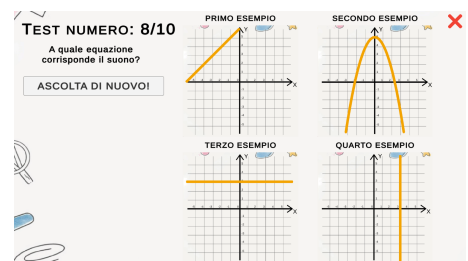 TEST NUMERO: 8/10
A quale equazione
corrisponde il suono?
ASCOLTA DI NUOVO!
PRIMO ESEMPIO
Y
X
SECONDO ESEMPIO
Y
X
TERZO ESEMPIO
Y
X
QUARTO ESEMPIO
Y
X